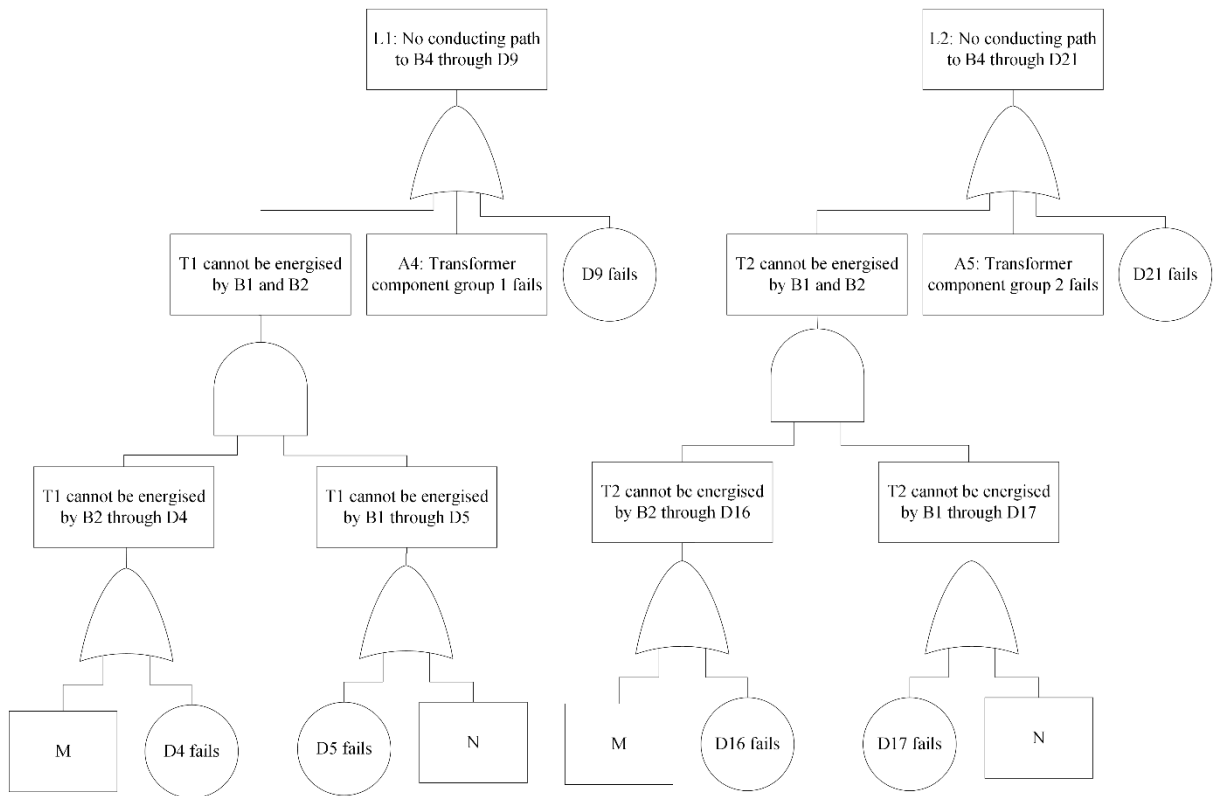 L1: No conducting path
to B4 through D9
L2: No conducting path
to B4 through D21
T1 cannot be energised
by B1 and B2
A4: Transformer
component group 1 fails
D9 fails
T2 cannot be energised
by B1 and B2
A5: Transformer
component group 2 fails
D21 fails
T1 cannot be energised
by B2 through D4
T1 cannot be energised
by B1 through D5
T2 cannot be energised
by B2 through D16
T2 cannot be energised
by B1 through D17
M
D4 fails
D5 fails
N
M
D16 fails
D17 fails
N